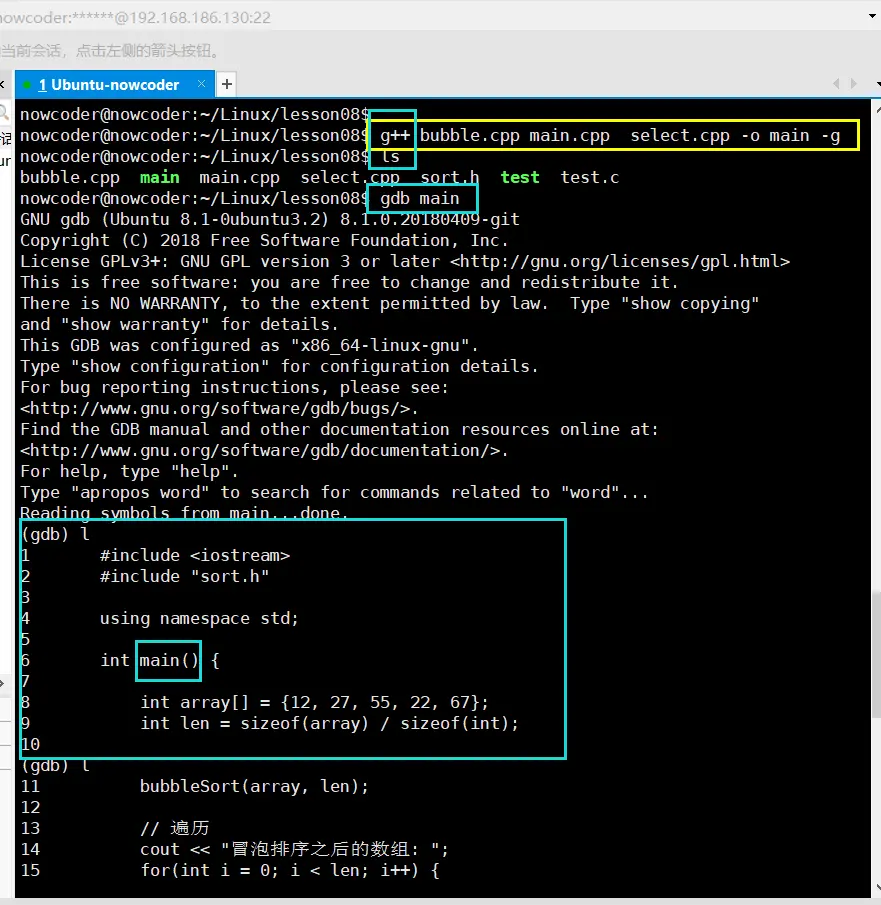 nowcoder:******@192.168.186.130:22
当前会话，点击左侧的箭头按钮。
1 Ubuntu-nowcoder × +
nowcoder@nowcoder:~/Linux/lesson08$
nowcoder@nowcoder:~/Linux/lesson08$ g++ bubble.cpp main.cpp  select.cpp -o main -g
nowcoder@nowcoder:~/Linux/lesson08$ ls
bubble.cpp  main  main.cpp  select.cpp  sort.h  test  test.c
nowcoder@nowcoder:~/Linux/lesson08$ gdb main
GNU gdb (Ubuntu 8.1-0ubuntu3.2) 8.1.0.20180409-git
Copyright (C) 2018 Free Software Foundation, Inc.
License GPLv3+: GNU GPL version 3 or later <http://gnu.org/licenses/gpl.html>
This is free software: you are free to change and redistribute it.
There is NO WARRANTY, to the extent permitted by law.  Type "show copying"
and "show warranty" for details.
This GDB was configured as "x86_64-linux-gnu".
Type "show configuration" for configuration details.
For bug reporting instructions, please see:
<http://www.gnu.org/software/gdb/bugs/>.
Find the GDB manual and other documentation resources online at:
<http://www.gnu.org/software/gdb/documentation/>.
For help, type "help".
Type "apropos word" to search for commands related to "word"...
Reading symbols from main...done.
(gdb) l
1       #include <iostream>
2       #include "sort.h"
3
4       using namespace std;
5
6       int main() {
7
8           int array[] = {12, 27, 55, 22, 67};
9           int len = sizeof(array) / sizeof(int);
10
(gdb) l
11          bubbleSort(array, len);
12
13          // 遍历
14          cout << "冒泡排序之后的数组: ";
15          for(int i = 0; i < len; i++) {